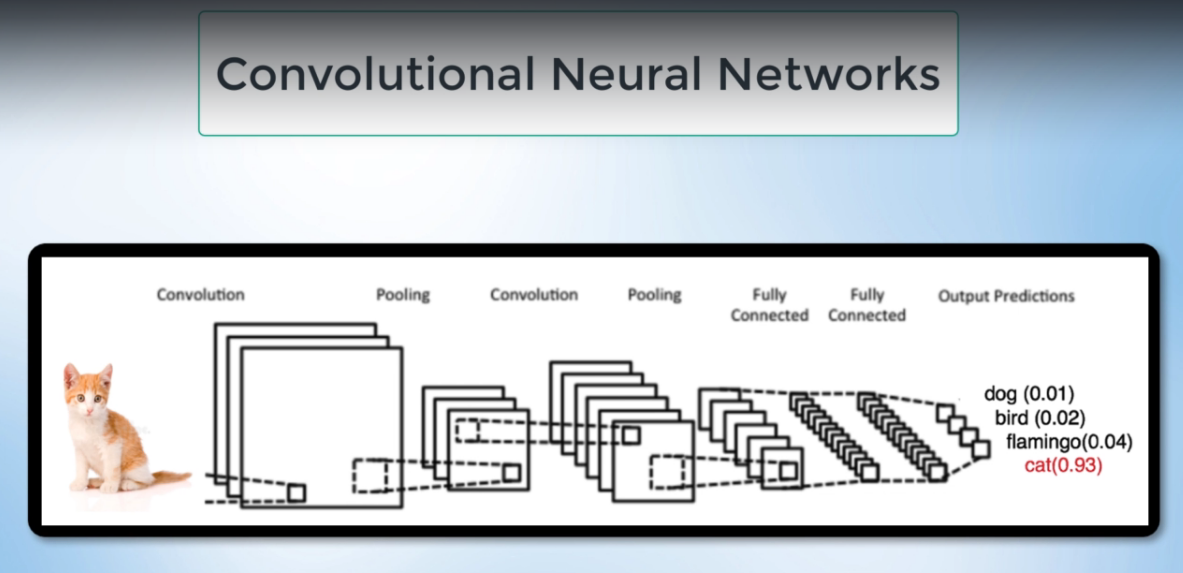 Convolutional Neural Networks
Convolution
Pooling
Convolution
Pooling
Fully
Connected
Fully
Connected
Output Predictions
dog (0.01)
bird (0.02)
flamingo(0.04)
cat(0.93)